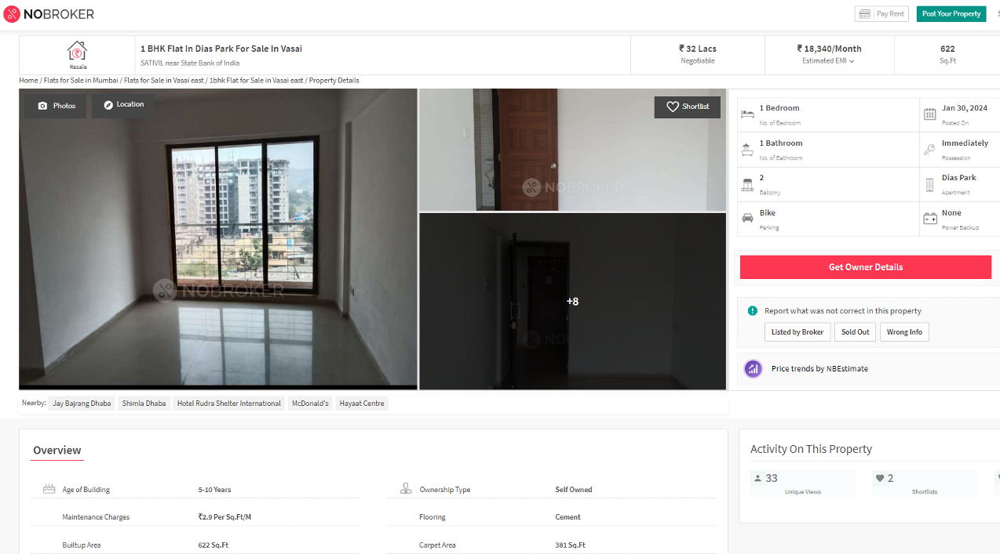 NOBROKER
Pay Rent
Post Your Property
Resale
1 BHK Flat In Dias Park For Sale In Vasai
SATIVIL near State Bank of India
₹ 32 Lacs
Negotiable
₹ 18,340/Month
Estimated EMI
622
Sq.Ft
Home / Flats for Sale in Mumbai / Flats for Sale in Vasai east / 1bhk Flat for Sale in Vasai east / Property Details
Photos
Location
Shortlist
NOBROKER
NOBROKER
NO
+8
1 Bedroom
No. of Bedroom
Jan 30, 2024
Posted On
1 Bathroom
No. of Bathroom
Immediately
Possession
2
Balcony
Dias Park
Apartment
Bike
Parking
None
Power Backup
Get Owner Details
Report what was not correct in this property
Listed by Broker
Sold Out
Wrong Info
Price trends by NBEstimate
Nearby: Jay Bajrang Dhaba Shimla Dhaba Hotel Rudra Shelter International McDonald's Hayaat Centre
Overview
Age of Building 5-10 Years
Ownership Type Self Owned
Maintenance Charges ₹2.9 Per Sq.Ft/M
Flooring Cement
Builtup Area 622 Sq.Ft
Carpet Area 381 Sq.Ft
Activity On This Property
33
Unique Views
2
Shortlists